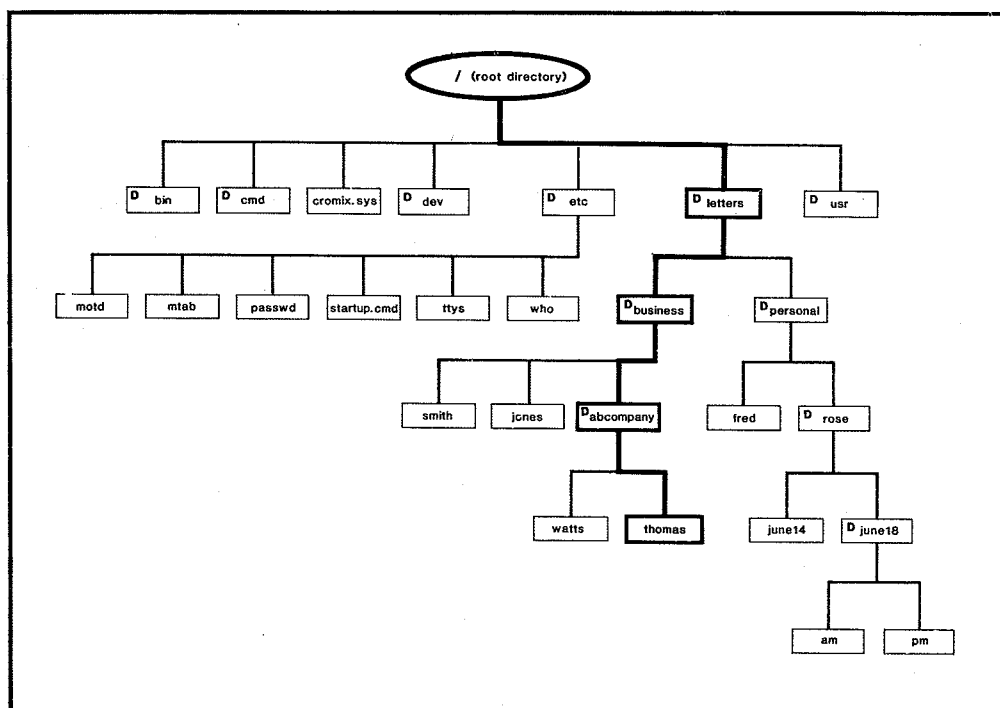 / (root directory)
D bin D cmd cromix.sys D dev D etc D letters D usr
motd mtab passwd startup.cmd ttys who D business D personal
smith jones D abcompany fred D rose
watts thomas june14 D june18
am pm